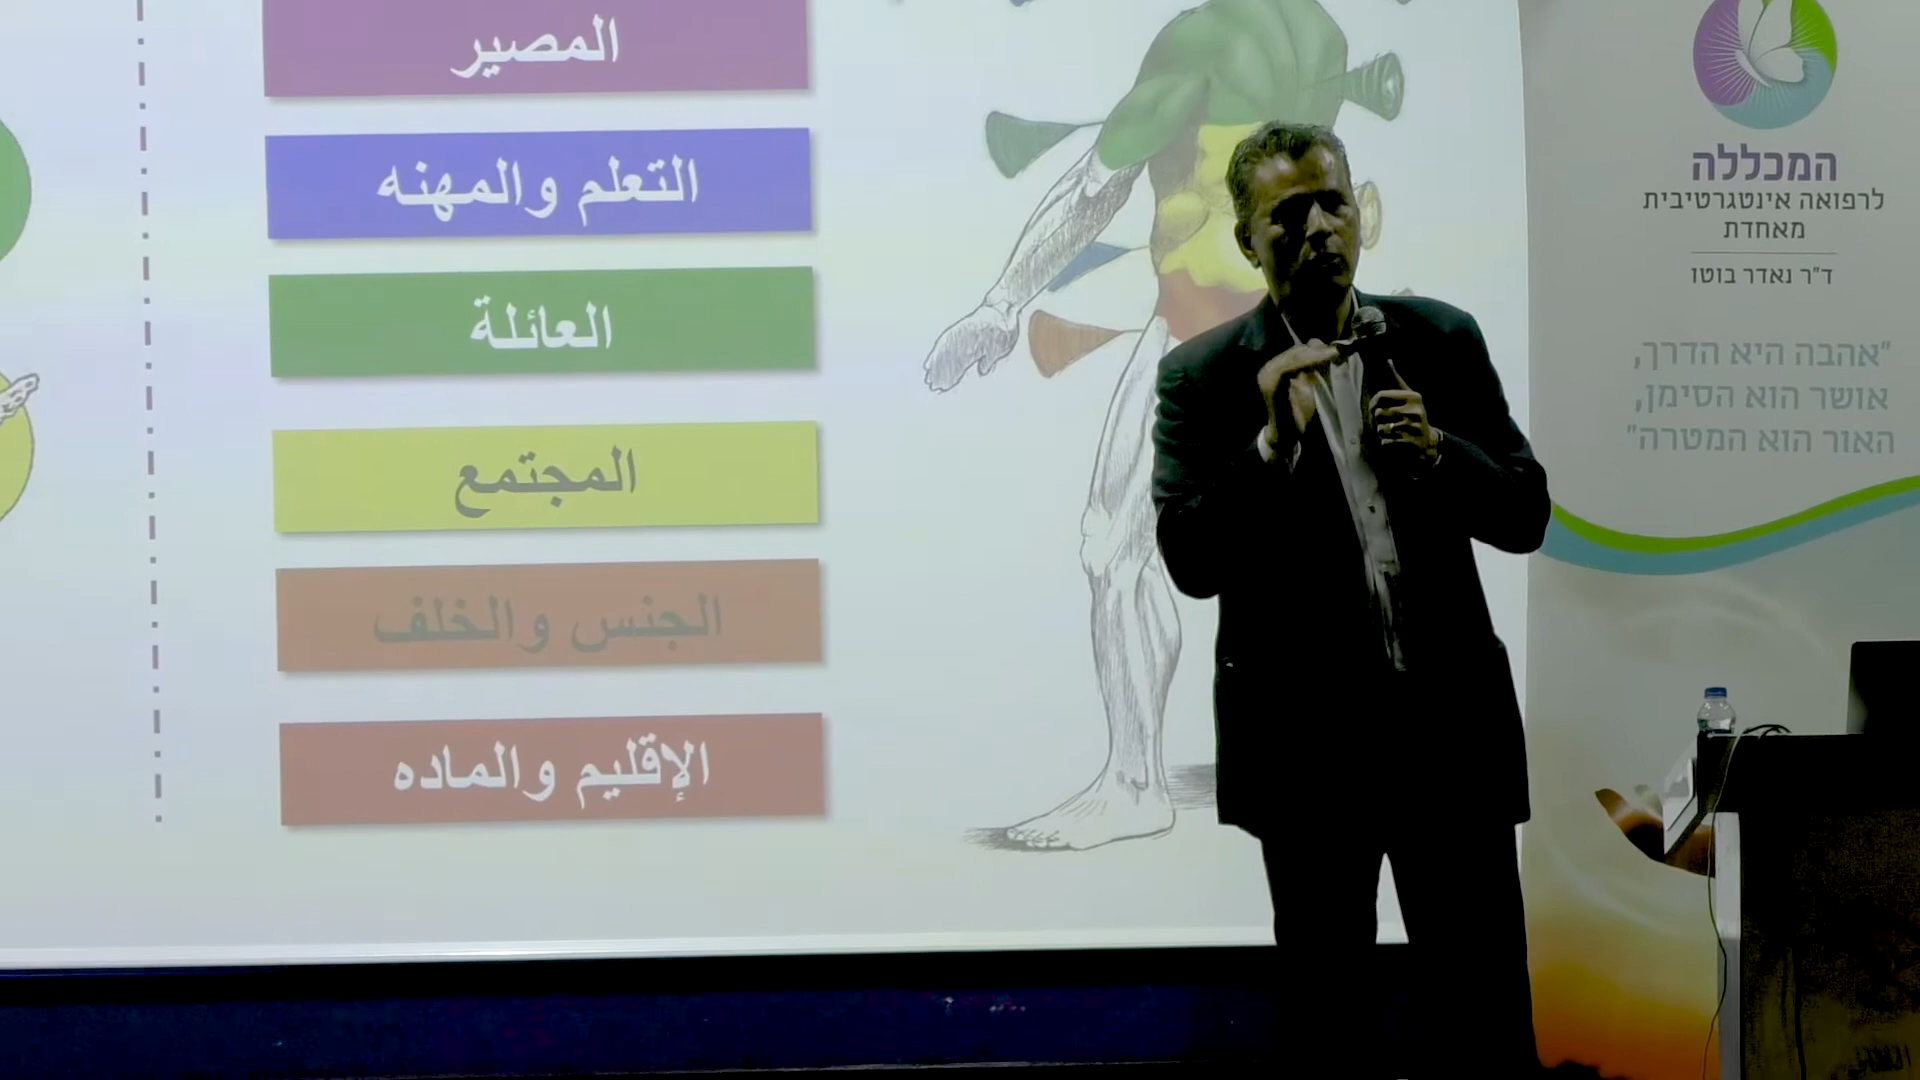 المصير
التعلم والمهنه
العائلة
المجتمع
الجنس والخلف
الإقليم والماده
המכללה
לרפואה אינטגרטיבית
מאחדת
ד"ר נאדר בוטו
"אהבה היא הדרך,
אושר הוא הסימן,
האור הוא המטרה"